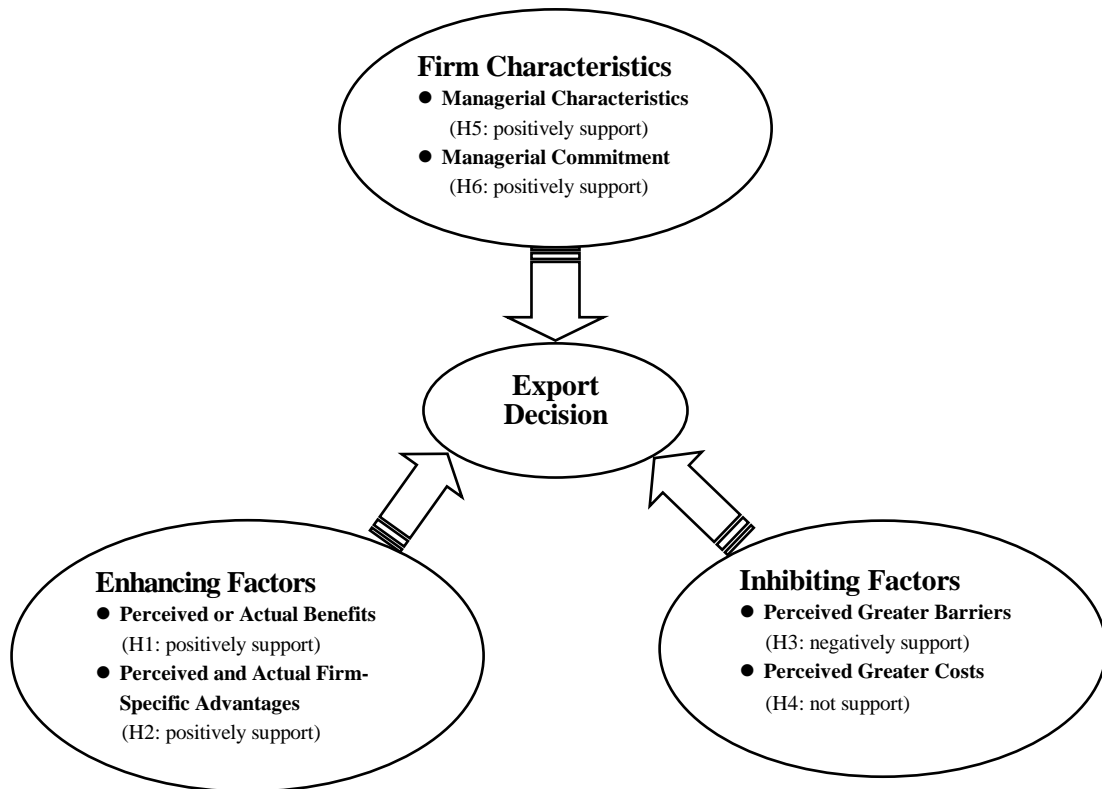 Firm Characteristics
● Managerial Characteristics
(H5: positively support)
● Managerial Commitment
(H6: positively support)
Export
Decision
Enhancing Factors
● Perceived or Actual Benefits
(H1: positively support)
● Perceived and Actual Firm-
Specific Advantages
(H2: positively support)
Inhibiting Factors
● Perceived Greater Barriers
(H3: negatively support)
● Perceived Greater Costs
(H4: not support)